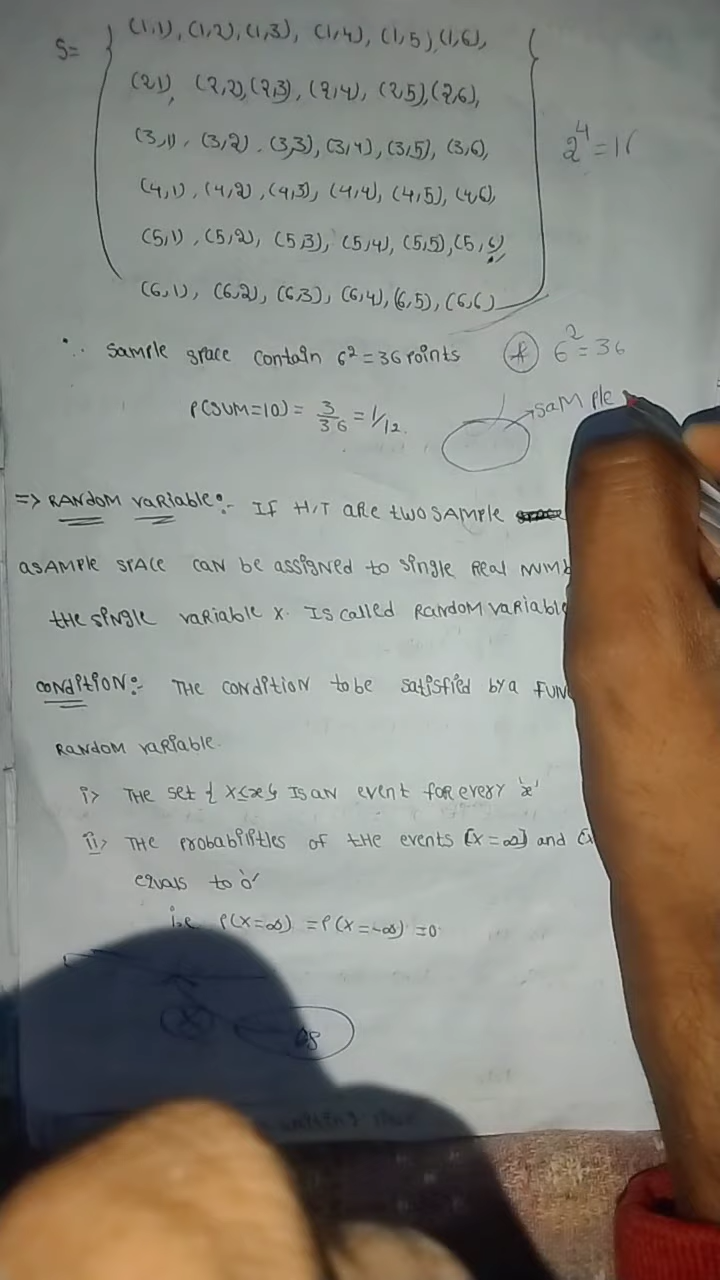 S= (1,1), (1,2), (1,3), (1,4), (1,5), (1,6),
(2,1), (2,2), (2,3), (2,4), (2,5), (2,6),
(3,1), (3,2), (3,3), (3,4), (3,5), (3,6),
2^4 = 16
(4,1), (4,2), (4,3), (4,4), (4,5), (4,6),
(5,1), (5,2), (5,3), (5,4), (5,5), (5,6)
(6,1), (6,2), (6,3), (6,4), (6,5), (6,6)
∴ Sample space contain 6² = 36 points
6² = 36
P(SUM=10) = 3/36 = 1/12.
→ SAMPLE
=> RANDOM VARIABLE:- IF H,T ARE TWO SAMPLE
A SAMPLE SPACE CAN be assigned to single Real
THE SINGLE VARIABLE X. IS called RANDOM VARIABLE
CONDITION:- THE CONDITION to be satisfied by a
RANDOM VARIABLE.
i> THE set { X≤x} IS AN event for every 'x'
ii> THE probabilities of tHe events [X = ∞] and
equals to '0'
i.e P(X=∞) = P(X=-∞) = 0